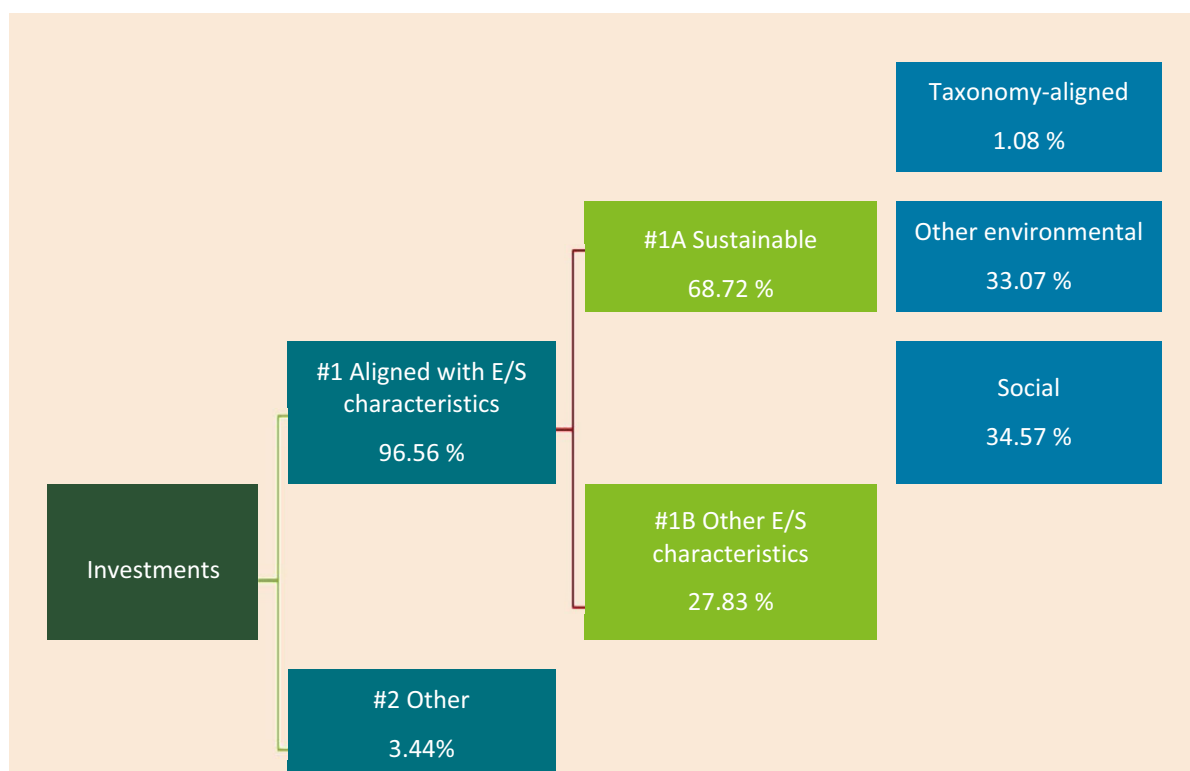 Taxonomy-aligned
1.08 %
#1A Sustainable
68.72 %
Other environmental
33.07 %
#1 Aligned with E/S
characteristics
96.56 %
Social
34.57 %
Investments
#1B Other E/S
characteristics
27.83 %
#2 Other
3.44%